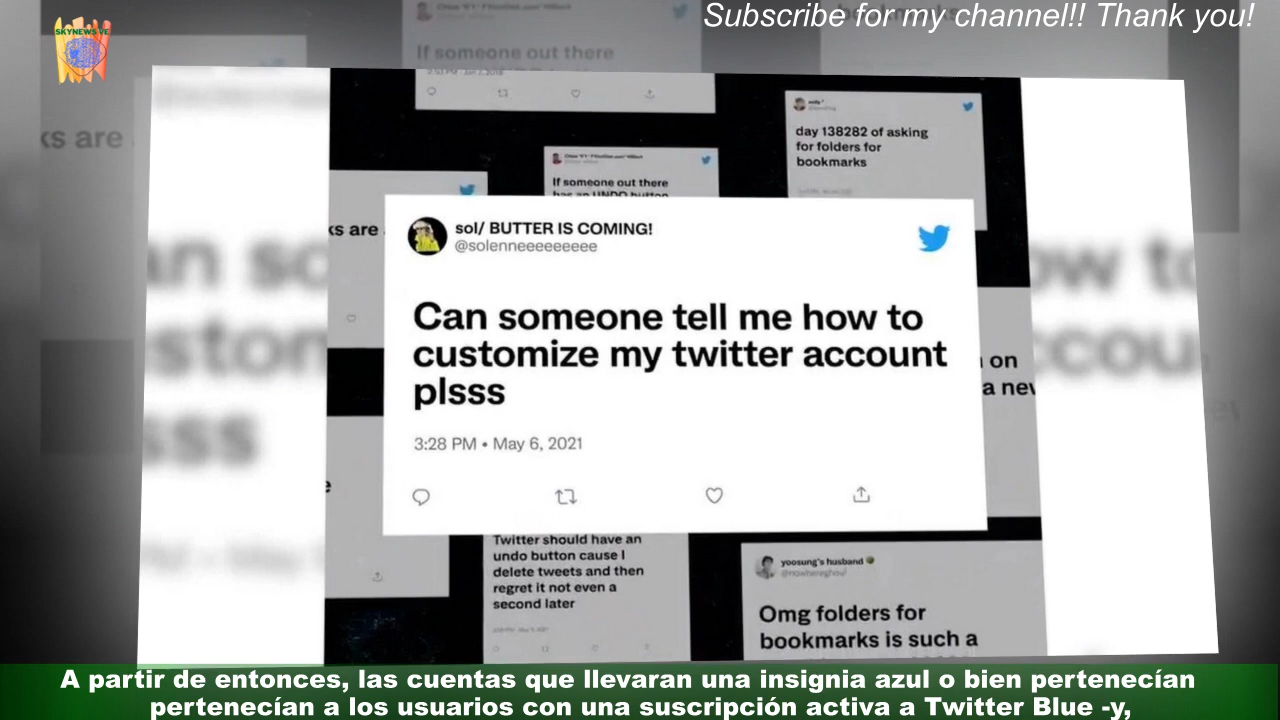 Subscribe for my channel!! Thank you!
SKYNEWS VE
If someone out there
day 138282 of asking
for folders for
bookmarks
If someone out there
ks are
ks are
sol/ BUTTER IS COMING!
@solenneeeeeeeee
Can someone tell me how to
customize my twitter account
plsss
3:28 PM • May 6, 2021
on
a nev
Twitter should have an
undo button cause I
delete tweets and then
regret it not even a
second later
yoosung's husband
@nowhereghoul
Omg folders for
bookmarks is such a
A partir de entonces, las cuentas que llevaran una insignia azul o bien pertenecían
pertenecían a los usuarios con una suscripción activa a Twitter Blue -y,